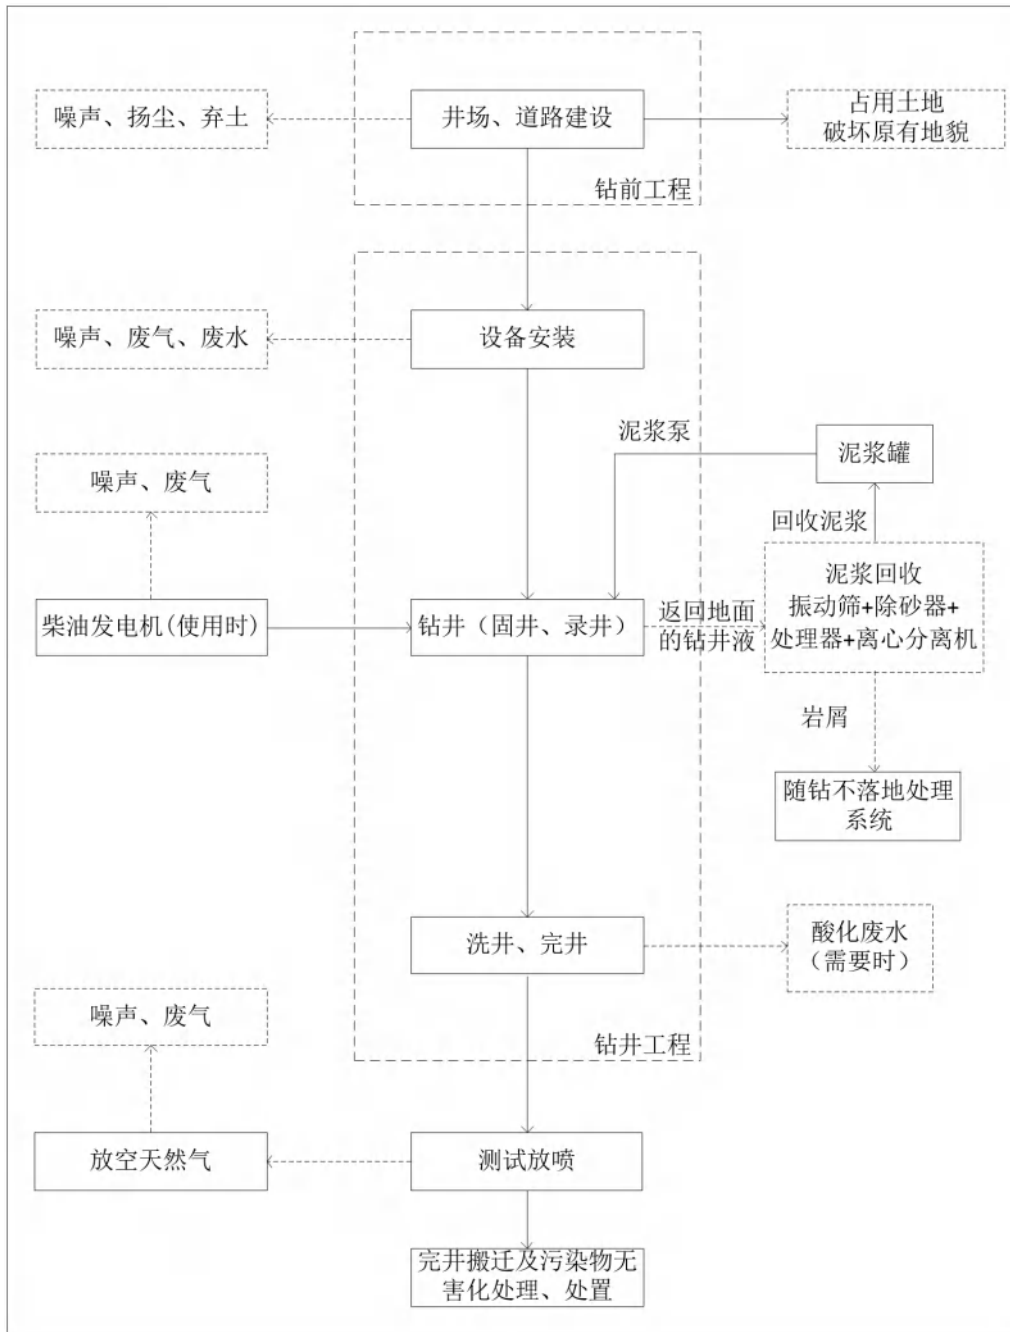 噪声、扬尘、弃土
井场、道路建设
占用土地
破坏原有地貌
钻前工程
噪声、废气、废水
设备安装
泥浆泵
泥浆罐
噪声、废气
回收泥浆
泥浆回收
振动筛+除砂器+
处理器+离心分离机
柴油发电机(使用时)
钻井（固井、录井）
返回地面
的钻井液
岩屑
随钻不落地处理
系统
洗井、完井
酸化废水
（需要时）
噪声、废气
钻井工程
放空天然气
测试放喷
完井搬迁及污染物无
害化处理、处置